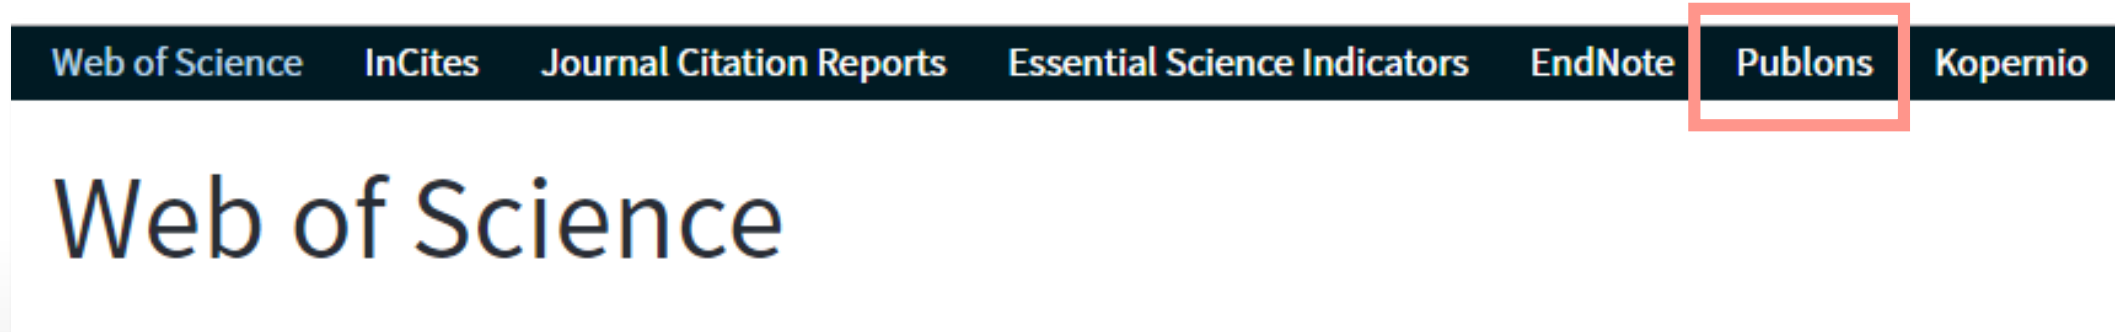 Web of Science InCites Journal Citation Reports Essential Science Indicators EndNote Publons Kopernio
Web of Science